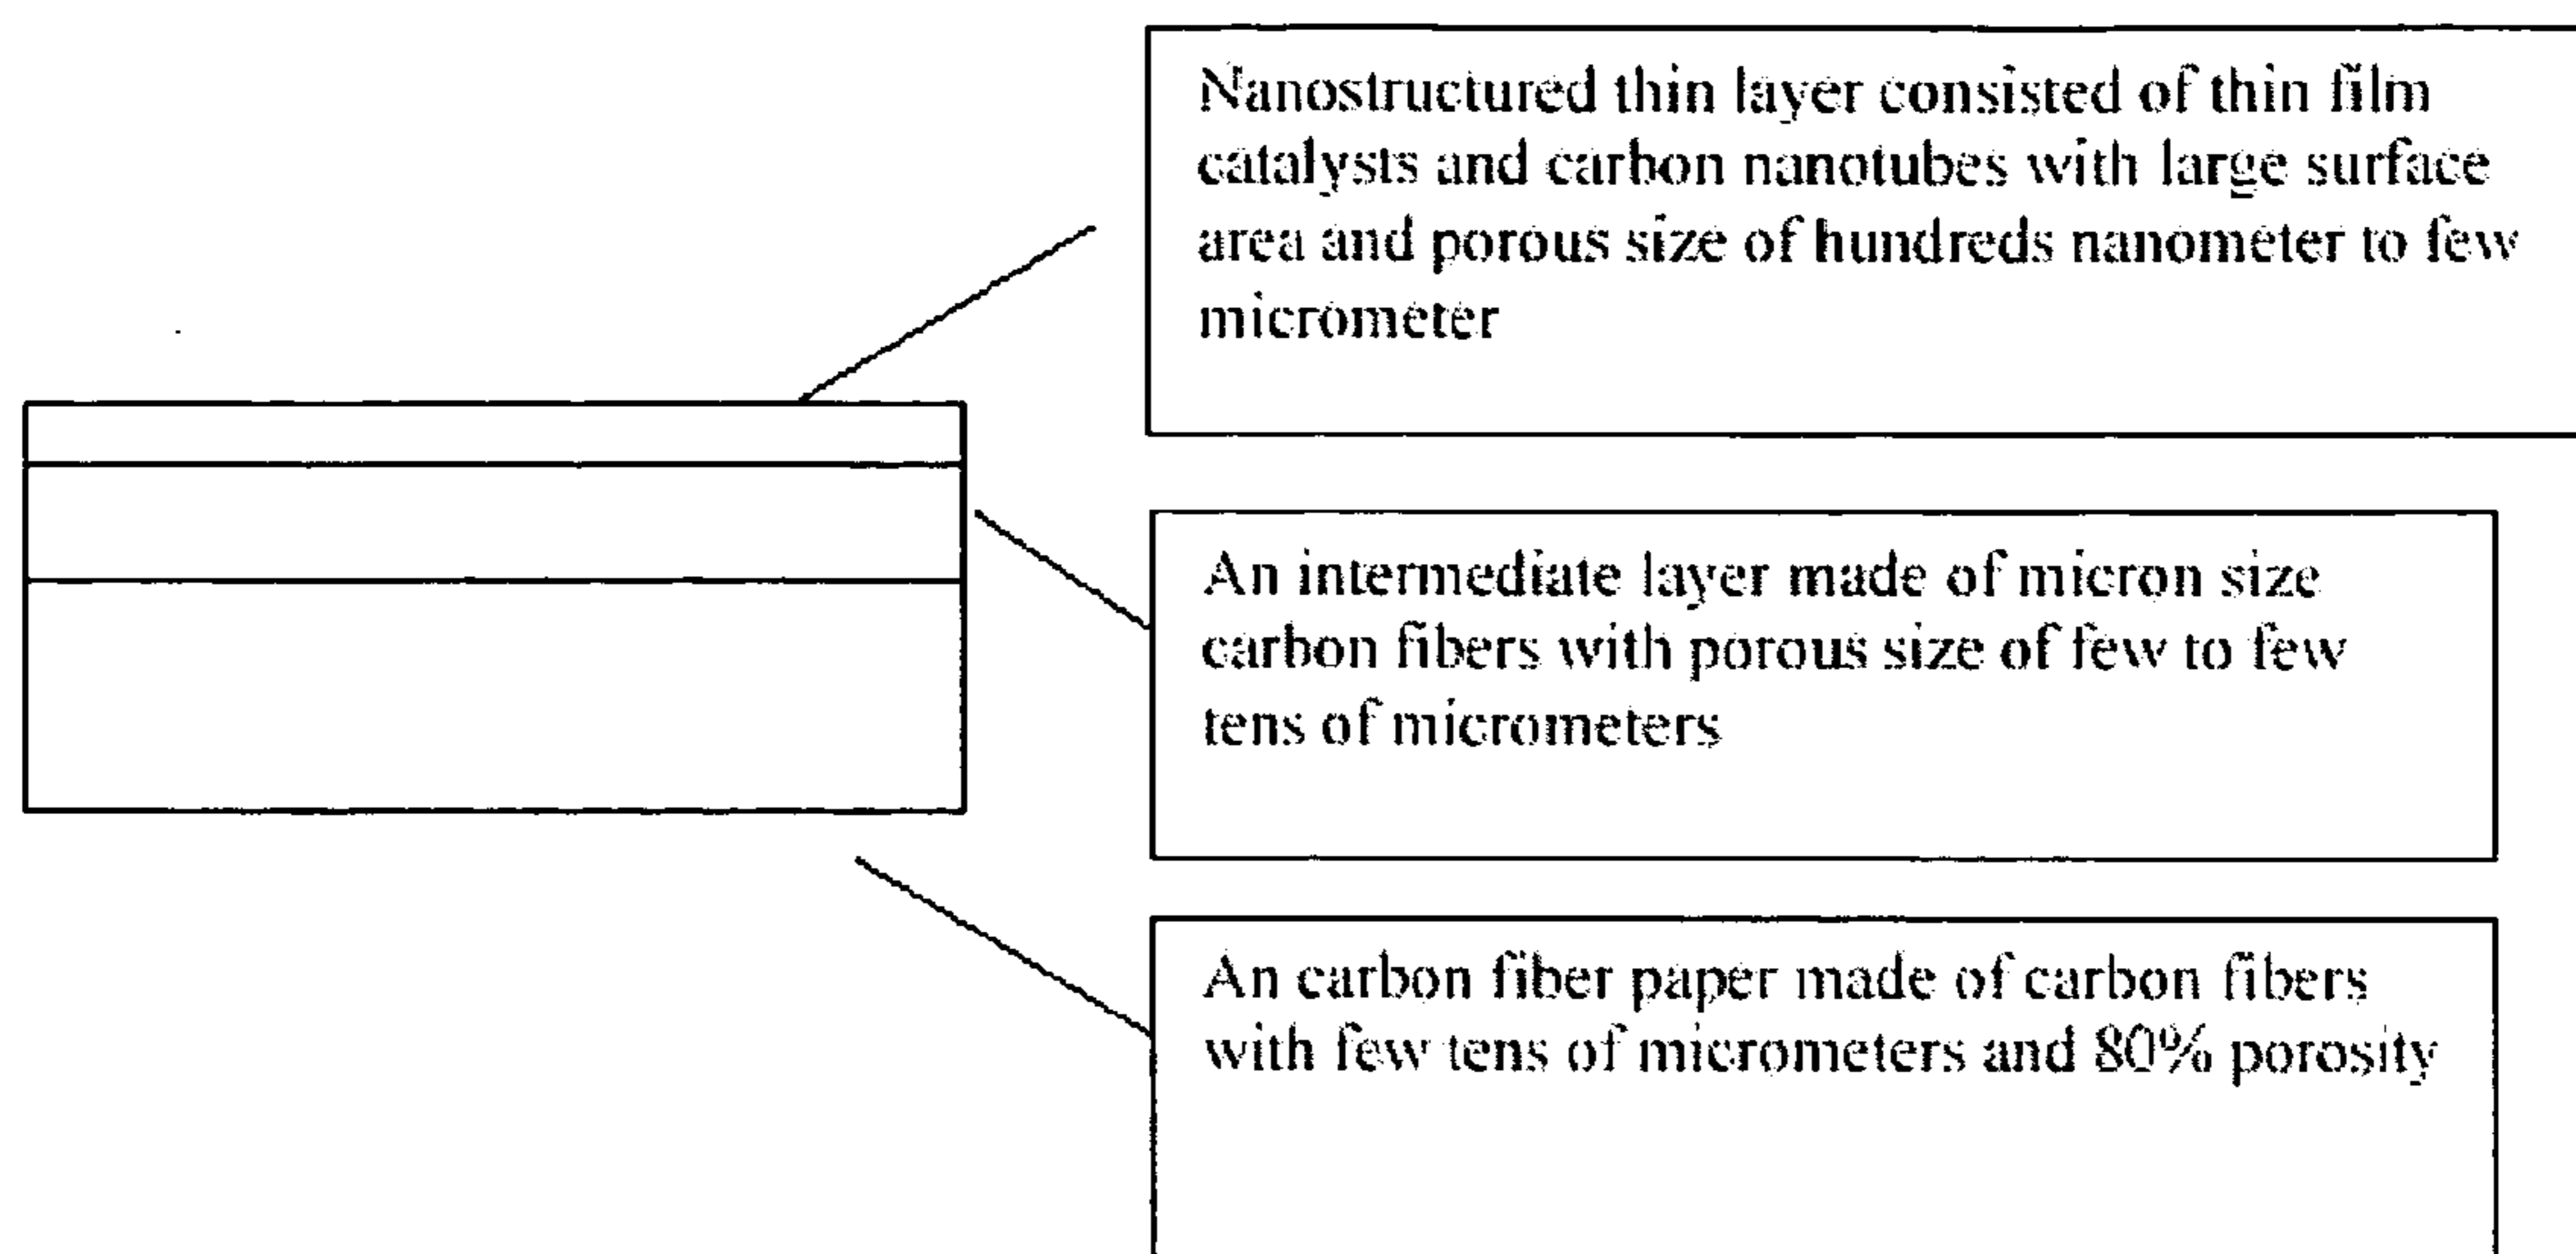 Nanostructured thin layer consisted of thin film
catalysts and carbon nanotubes with large surface
area and porous size of hundreds nanometer to few
micrometer
An intermediate layer made of micron size
carbon fibers with porous size of few to few
tens of micrometers
An carbon fiber paper made of carbon fibers
with few tens of micrometers and 80% porosity